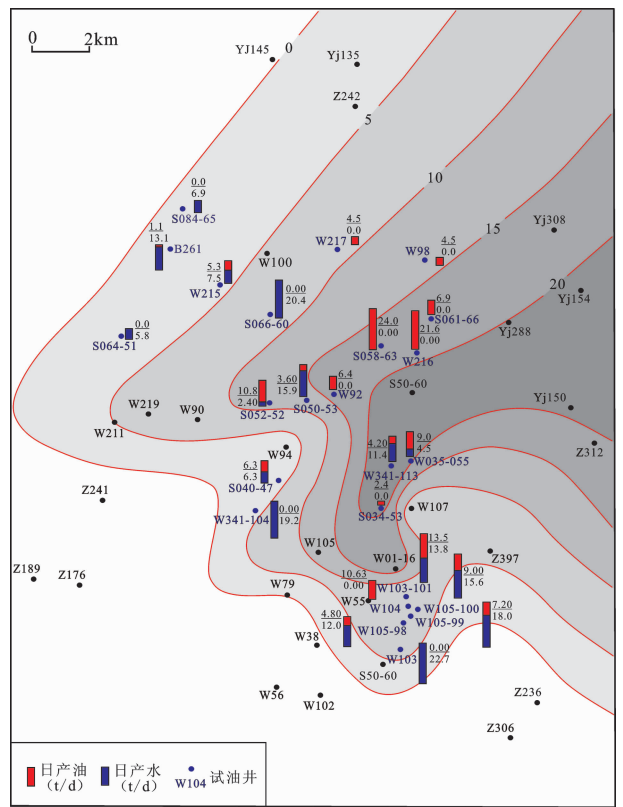 0
2km
YJ145
0
Yj135
Z242
5
10
15
20
0.0
6.9
S084-65
1.1
13.1
B261
4.5
0.0
W217
4.5
0.0
W98
Yj308
W100
5.3
7.5
W215
0.00
20.4
S066-60
Yj154
6.9
0.0
S061-66
Yj288
0.0
5.8
S064-51
24.0
0.00
S058-63
21.6
0.00
W216
S50-60
3.60
15.9
S050-53
6.4
0.0
W92
10.8
2.40
S052-52
Yj150
W219
W90
W211
Z312
W94
4.20
11.4
W341-113
9.0
4.5
W035-055
6.3
6.3
S040-47
2.4
0.0
S034-53
W107
Z241
0.00
19.2
W341-104
W105
13.5
13.8
W01-16
Z397
9.00
15.6
Z189
Z176
W79
10.63
0.00
W55
W103-101
W104
W105-100
W105-99
W105-98
7.20
18.0
4.80
12.0
W38
W103
0.00
22.7
S50-60
W56
W102
Z236
Z306
日产油
(t/d)
日产水
(t/d)
W104
试油井